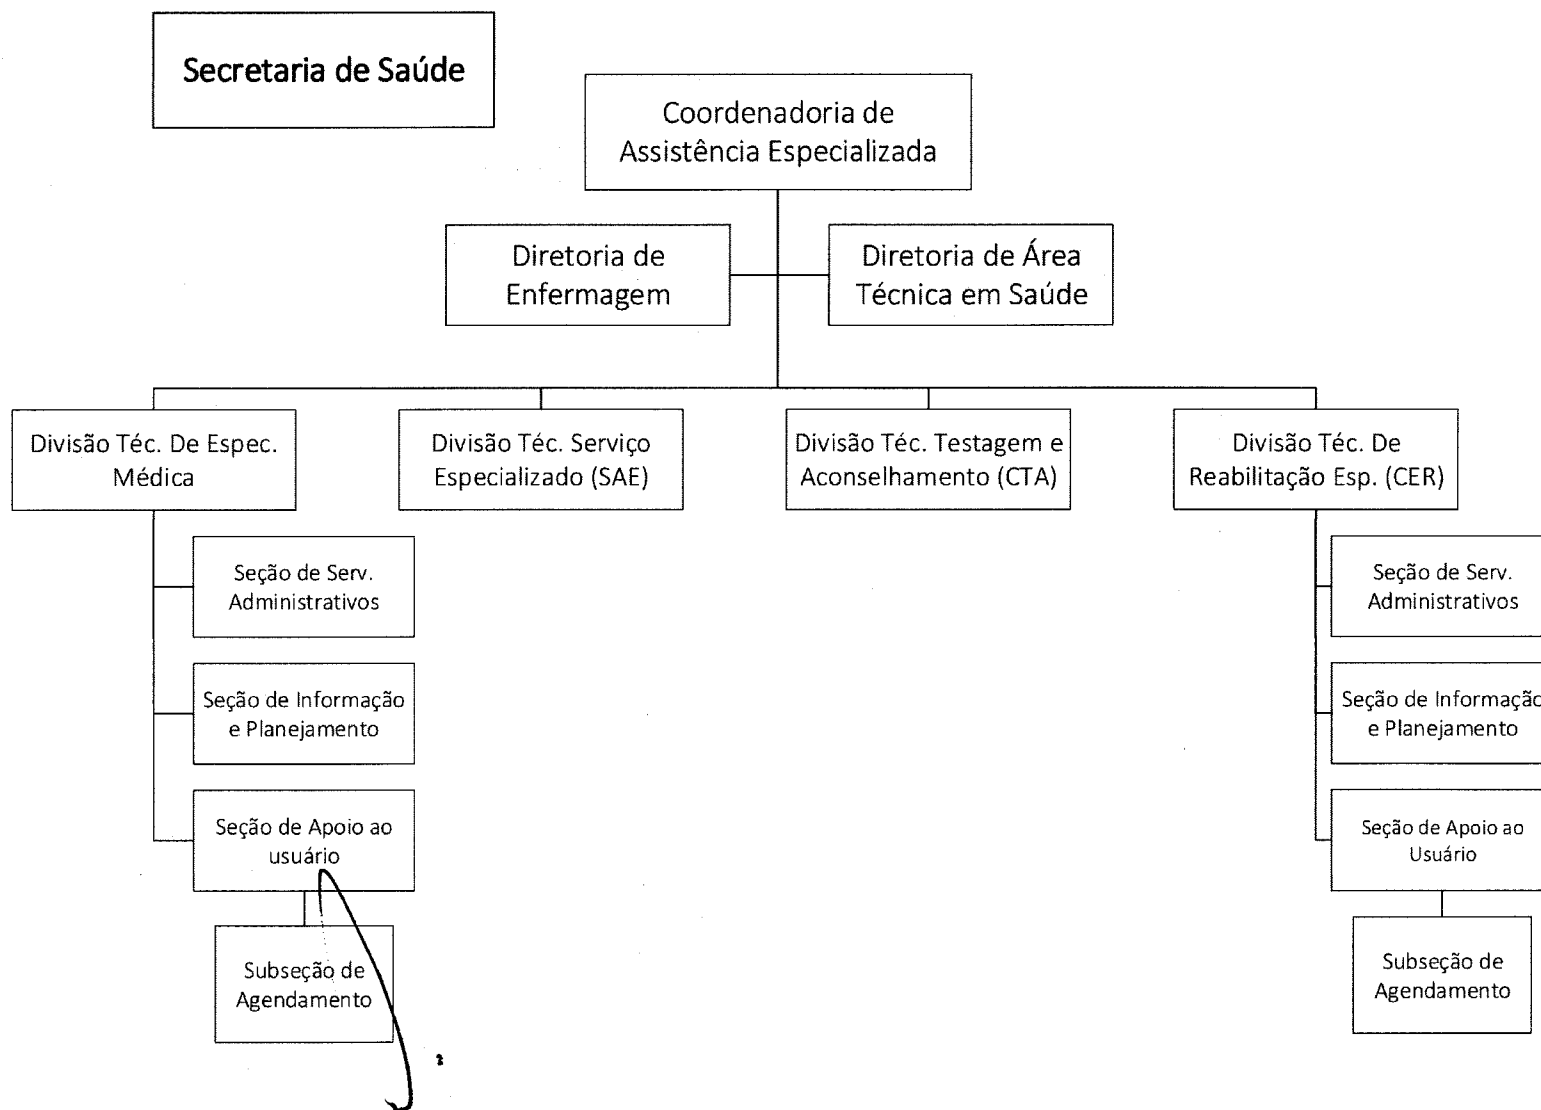 Secretaria de Saúde
Coordenadoria de
Assistência Especializada
Diretoria de
Enfermagem
Diretoria de Área
Técnica em Saúde
Divisão Téc. De Espec.
Médica
Divisão Téc. Serviço
Especializado (SAE)
Divisão Téc. Testagem e
Aconselhamento (CTA)
Divisão Téc. De
Reabilitação Esp. (CER)
Seção de Serv.
Administrativos
Seção de Informação
e Planejamento
Seção de Apoio ao
usuário
Subseção de
Agendamento
Seção de Serv.
Administrativos
Seção de Informação
e Planejamento
Seção de Apoio ao
Usuário
Subseção de
Agendamento